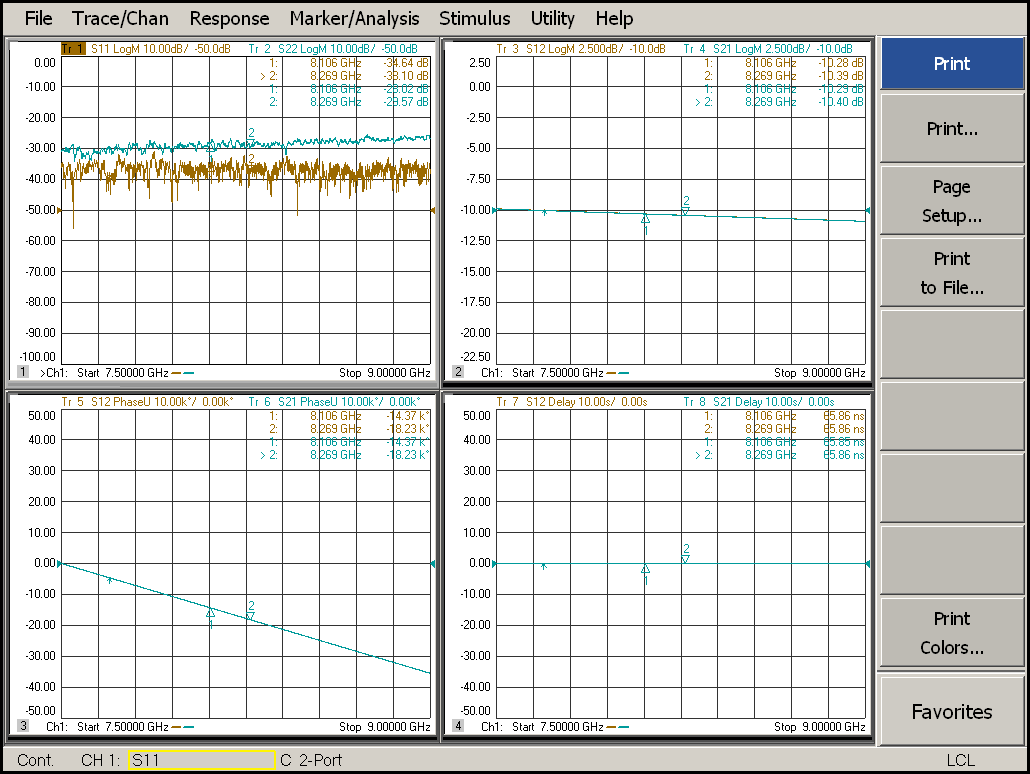 File Trace/Chan Response Marker/Analysis Stimulus Utility Help
Tr 1 S11 LogM 10.00dB/ -50.0dB Tr 2 S22 LogM 10.00dB/ -50.0dB
1: 8.106 GHz -34.64 dB
> 2: 8.269 GHz -38.10 dB
1: 8.106 GHz
2: 8.269 GHz -29.57 dB
0.00
-10.00
-20.00
-30.00
-40.00
-50.00
-60.00
-70.00
-80.00
-90.00
-100.00
2
1
2
1 >Ch1: Start 7.50000 GHz Stop 9.00000 GHz
Tr 3 S12 LogM 2.500dB/ -10.0dB Tr 4 S21 LogM 2.500dB/ -10.0dB
1: 8.106 GHz -10.28 dB
2: 8.269 GHz -10.39 dB
1: 8.106 GHz -10.29 dB
> 2: 8.269 GHz -10.40 dB
2.50
0.00
-2.50
-5.00
-7.50
-10.00
-12.50
-15.00
-17.50
-20.00
-22.50
2
1
2 Ch1: Start 7.50000 GHz Stop 9.00000 GHz
Tr 5 S12 PhaseU 10.00k°/ 0.00k° Tr 6 S21 PhaseU 10.00k°/ 0.00k°
1: 8.106 GHz -14.37 k°
2: 8.269 GHz -18.23 k°
1: 8.106 GHz -14.37 k°
> 2: 8.269 GHz -18.23 k°
50.00
40.00
30.00
20.00
10.00
0.00
-10.00
-20.00
-30.00
-40.00
-50.00
2
1
3 Ch1: Start 7.50000 GHz Stop 9.00000 GHz
Tr 7 S12 Delay 10.00s/ 0.00s Tr 8 S21 Delay 10.00s/ 0.00s
1: 8.106 GHz 65.86 ns
2: 8.269 GHz 65.86 ns
1: 8.106 GHz 65.85 ns
> 2: 8.269 GHz 65.86 ns
50.00
40.00
30.00
20.00
10.00
0.00
-10.00
-20.00
-30.00
-40.00
-50.00
2
1
4 Ch1: Start 7.50000 GHz Stop 9.00000 GHz
Print
Print...
Page
Setup...
Print
to File...
Print
Colors...
Favorites
Cont. CH 1: S11 C 2-Port LCL